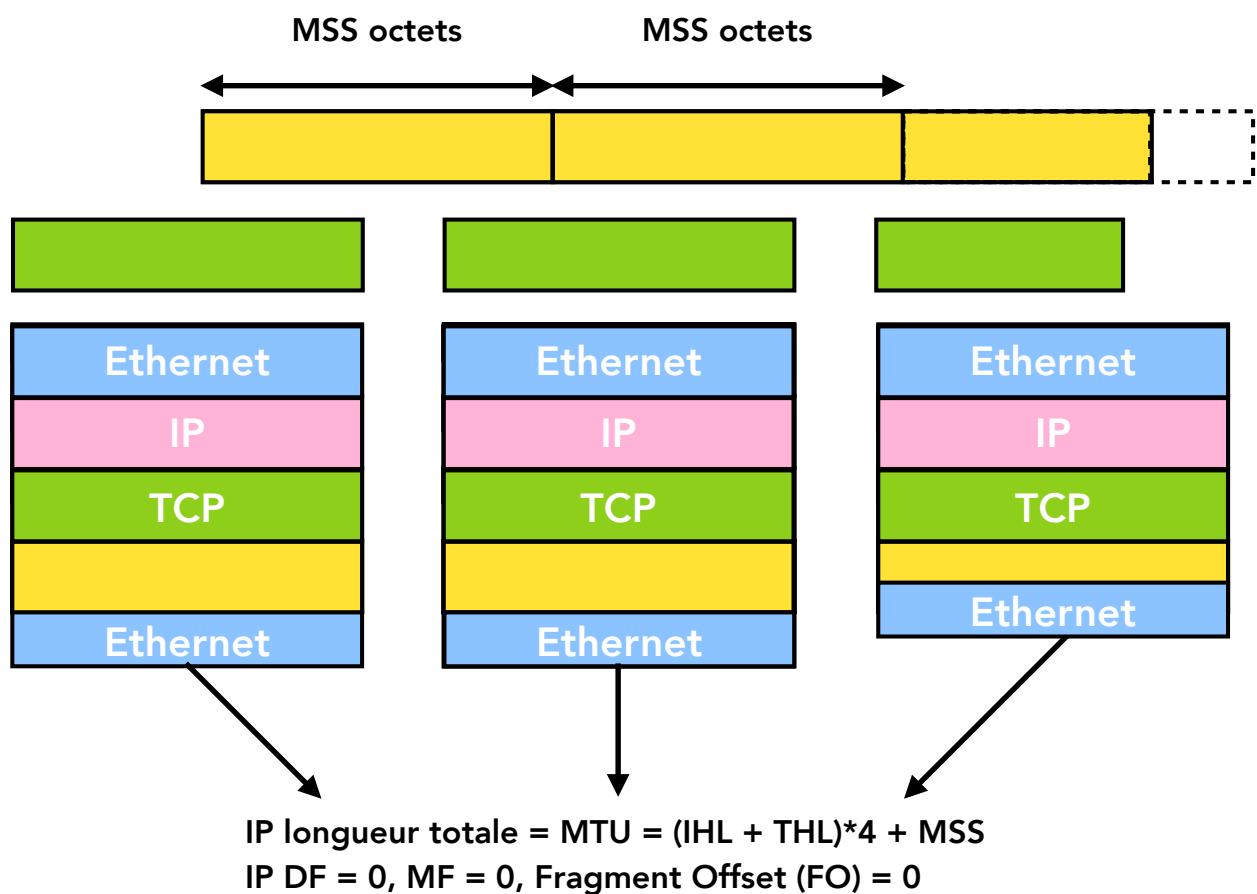 MSS octets MSS octets
Ethernet Ethernet Ethernet
IP IP IP
TCP TCP TCP
Ethernet Ethernet Ethernet
IP longueur totale = MTU = (IHL + THL)*4 + MSS
IP DF = 0, MF = 0, Fragment Offset (FO) = 0